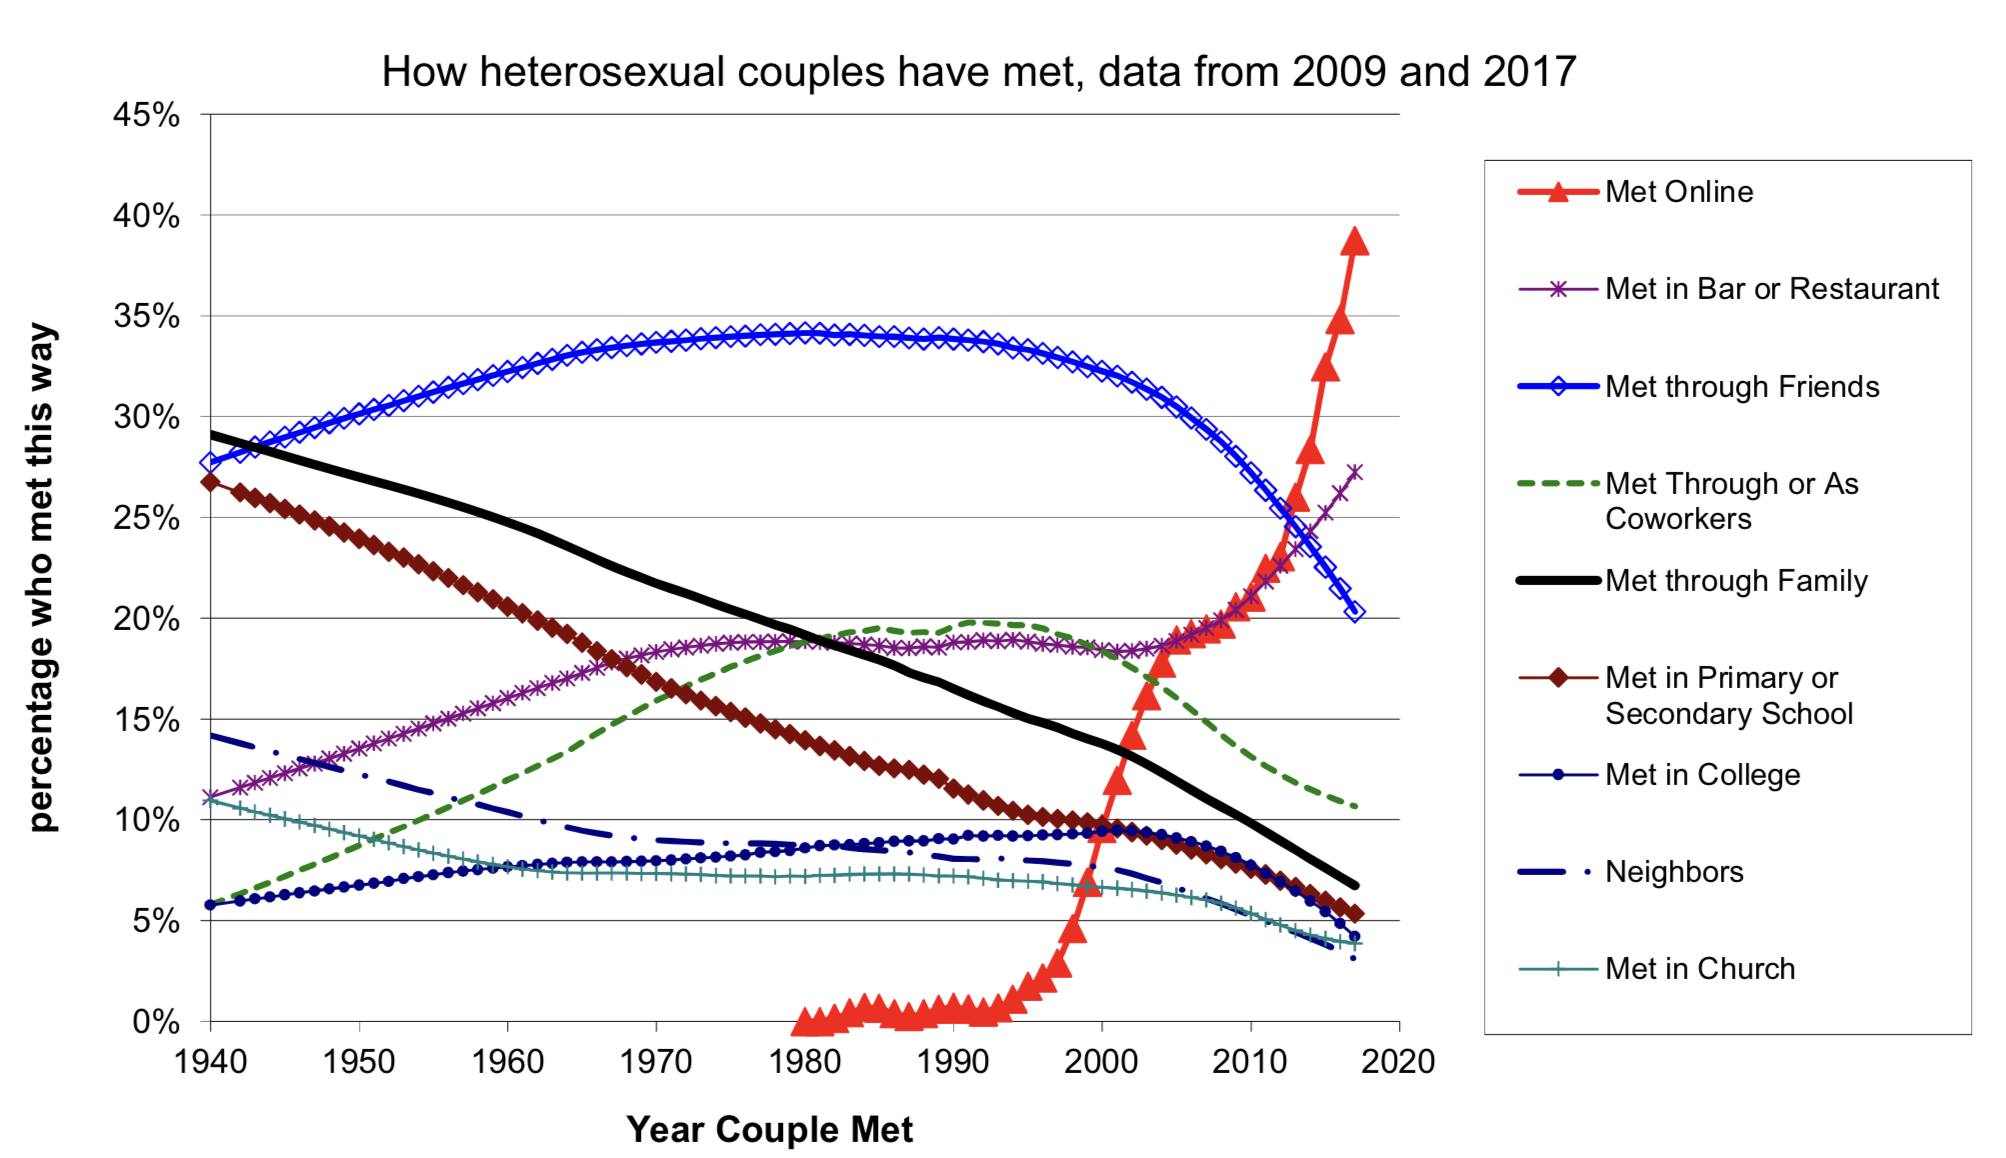 How heterosexual couples have met, data from 2009 and 2017
45%
40%
35%
30%
25%
20%
15%
10%
5%
0%
percentage who met this way
1940 1950 1960 1970 1980 1990 2000 2010 2020
Year Couple Met
Met Online
Met in Bar or Restaurant
Met through Friends
Met Through or As
Coworkers
Met through Family
Met in Primary or
Secondary School
Met in College
Neighbors
Met in Church